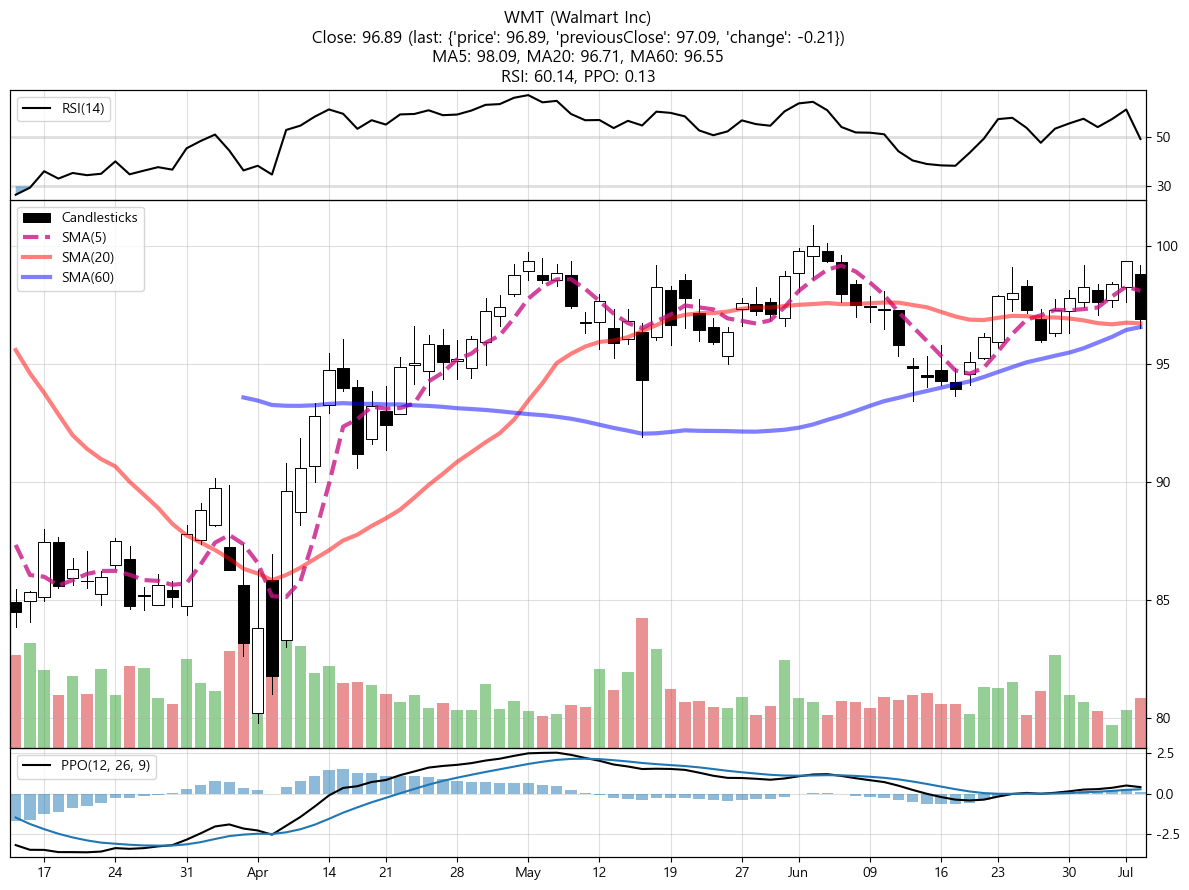 WMT (Walmart Inc)
Close: 96.89 (last: {'price': 96.89, 'previousClose': 97.09, 'change': -0.21})
MA5: 98.09, MA20: 96.71, MA60: 96.55
RSI: 60.14, PPO: 0.13
RSI(14)
50
30
Candlesticks
SMA(5)
SMA(20)
SMA(60)
100
95
90
85
80
PPO(12, 26, 9)
2.5
0.0
−2.5
17 24 31 Apr 14 21 28 May 12 19 27 Jun 09 16 23 30 Jul